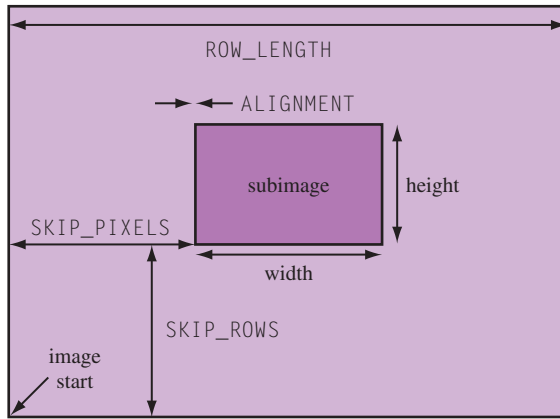 ROW_LENGTH
ALIGNMENT
subimage
height
SKIP_PIXELS
width
SKIP_ROWS
image
start